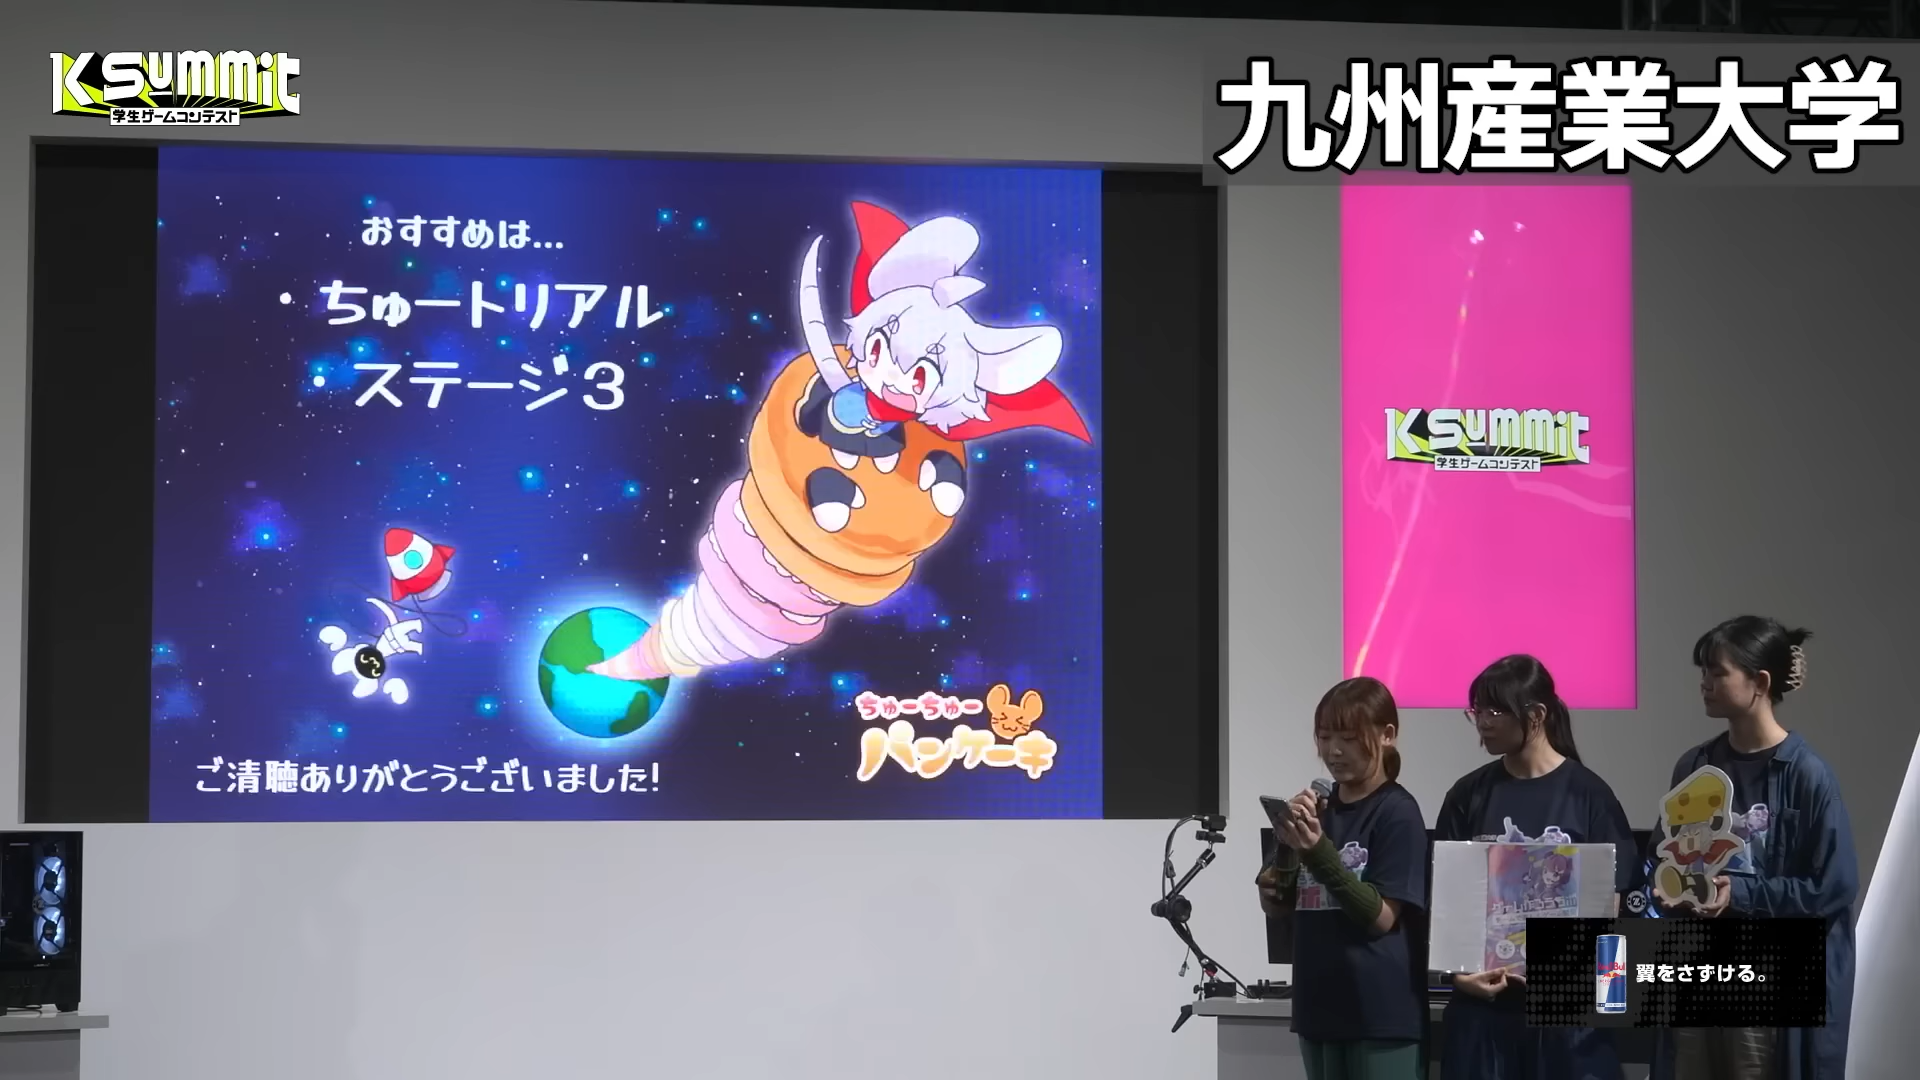 K Summit
学生ゲームコンテスト
九州産業大学
おすすめは...
・ちゅートリアル
・ステージ3
ちゅーちゅー
パンケーキ
ご清聴ありがとうございました!
K Summit
学生ゲームコンテスト
Red Bull
翼をさずける。